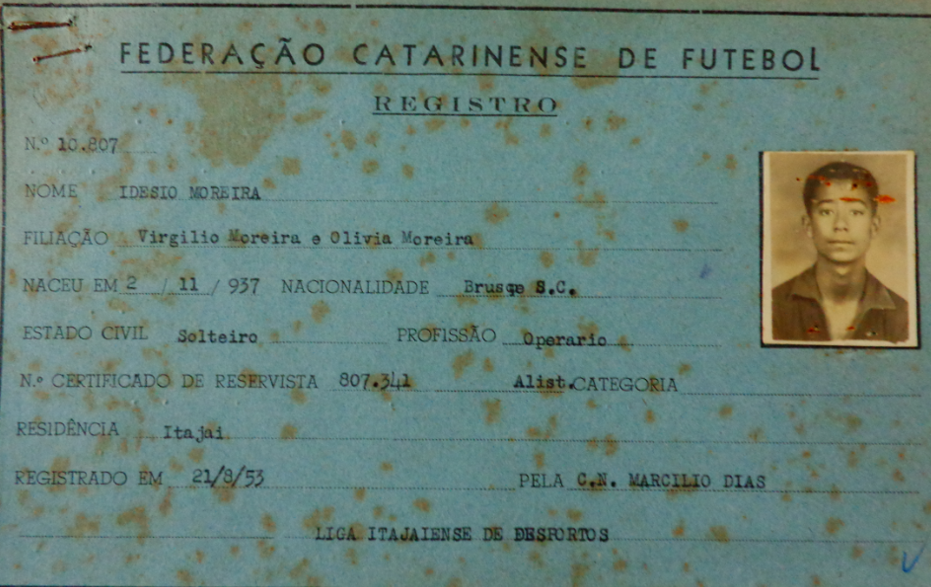 FEDERAÇÃO CATARINENSE DE FUTEBOL
REGISTRO
N.º 10.807
NOME IDESIO MOREIRA
FILIAÇÃO Virgilio Moreira e Olivia Moreira
NACEU EM 2 / 11 / 937 NACIONALIDADE Brusqe S.C.
ESTADO CIVIL Solteiro PROFISSÃO Operario
N.º CERTIFICADO DE RESERVISTA 807.341 Alist. CATEGORIA
RESIDÊNCIA Itajai
REGISTRADO EM 21/8/53 PELA C.N. MARCILIO DIAS
LIGA ITAJAIENSE DE DESPORTOS